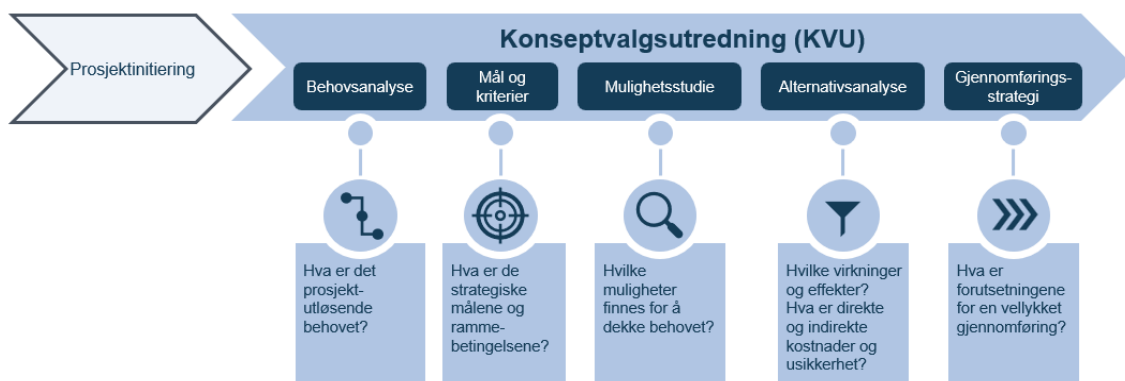 Konseptvalgsutredning (KVU)
Prosjektinitiering
Behovsanalyse
Mål og
kriterier
Mulighetsstudie
Alternativsanalyse
Gjennomførings-
strategi
Hva er det
prosjekt-
utløsende
behovet?
Hva er de
strategiske
målene og
ramme-
betingelsene?
Hvilke
muligheter
finnes for å
dekke behovet?
Hvilke virkninger
og effekter?
Hva er direkte
og indirekte
kostnader og
usikkerhet?
Hva er
forutsetningene
for en vellykket
gjennomføring?